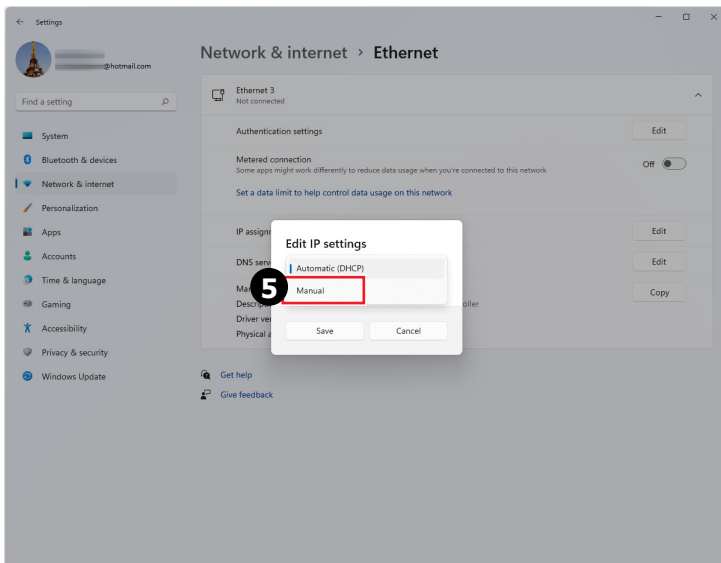 Settings
@hotmail.com
Find a setting
System
Bluetooth & devices
Network & internet
Personalization
Apps
Accounts
Time & language
Gaming
Accessibility
Privacy & security
Windows Update
Network & internet > Ethernet
Ethernet 3
Not connected
Authentication settings
Edit
Metered connection
Some apps might work differently to reduce data usage when you're connected to this network
Off
Set a data limit to help control data usage on this network
IP assign
Edit
DNS serv
Edit
Copy
Driver ver
Physical a
Edit IP settings
Automatic (DHCP)
5
Manual
Save
Cancel
Get help
Give feedback